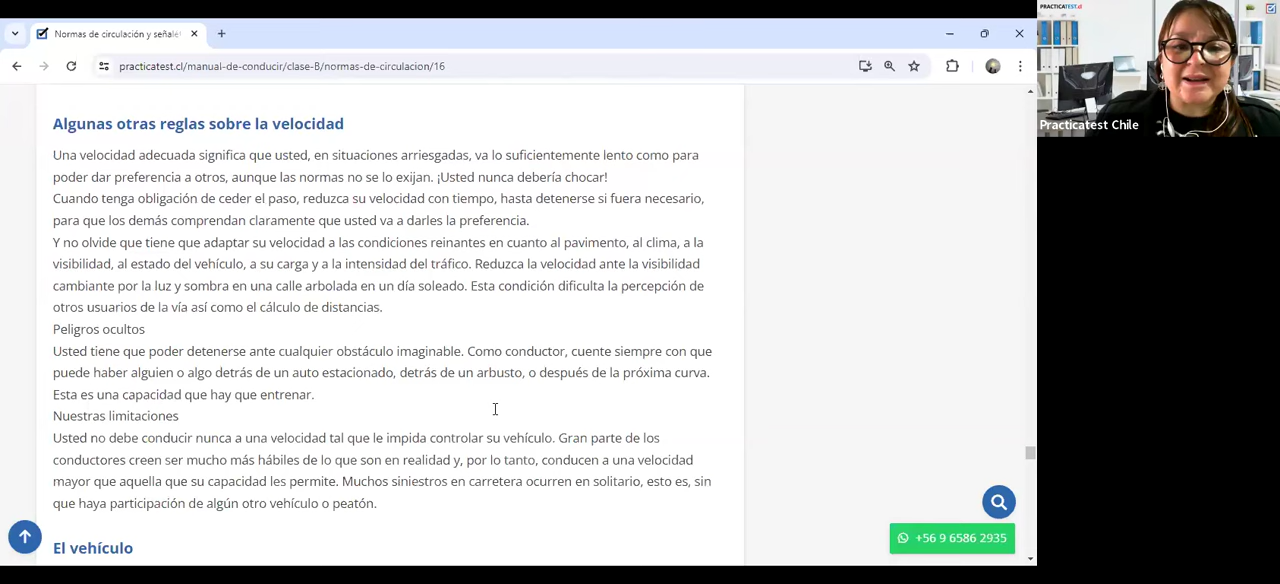 Normas de circulación y señale
practicatest.cl/manual-de-conducir/clase-B/normas-de-circulacion/16
PRACTICATEST.cl
Practicatest Chile
Algunas otras reglas sobre la velocidad
Una velocidad adecuada significa que usted, en situaciones arriesgadas, va lo suficientemente lento como para
poder dar preferencia a otros, aunque las normas no se lo exijan. ¡Usted nunca debería chocar!
Cuando tenga obligación de ceder el paso, reduzca su velocidad con tiempo, hasta detenerse si fuera necesario,
para que los demás comprendan claramente que usted va a darles la preferencia.
Y no olvide que tiene que adaptar su velocidad a las condiciones reinantes en cuanto al pavimento, al clima, a la
visibilidad, al estado del vehículo, a su carga y a la intensidad del tráfico. Reduzca la velocidad ante la visibilidad
cambiante por la luz y sombra en una calle arbolada en un día soleado. Esta condición dificulta la percepción de
otros usuarios de la vía así como el cálculo de distancias.
Peligros ocultos
Usted tiene que poder detenerse ante cualquier obstáculo imaginable. Como conductor, cuente siempre con que
puede haber alguien o algo detrás de un auto estacionado, detrás de un arbusto, o después de la próxima curva.
Esta es una capacidad que hay que entrenar.
Nuestras limitaciones
Usted no debe conducir nunca a una velocidad tal que le impida controlar su vehículo. Gran parte de los
conductores creen ser mucho más hábiles de lo que son en realidad y, por lo tanto, conducen a una velocidad
mayor que aquella que su capacidad les permite. Muchos siniestros en carretera ocurren en solitario, esto es, sin
que haya participación de algún otro vehículo o peatón.
El vehículo
+56 9 6586 2935